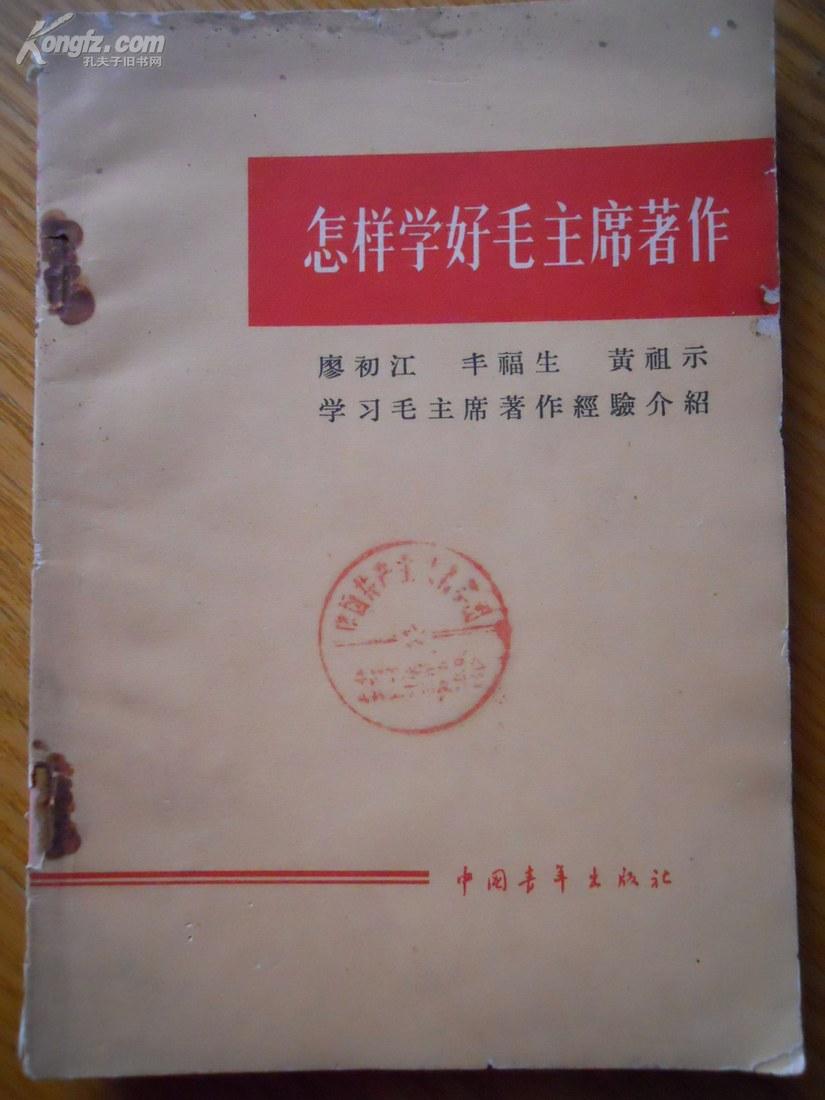 Kongfz.com
孔夫子旧书网
怎样学好毛主席著作
廖初江 丰福生 黄祖示
学习毛主席著作經驗介紹
中国青年出版社